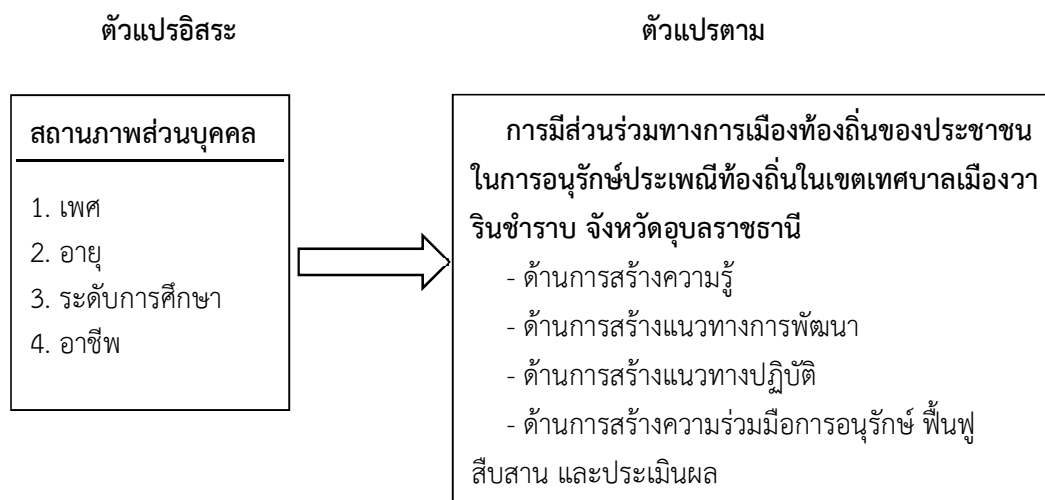 ตัวแปรอิสระ
ตัวแปรตาม
สถานภาพส่วนบุคคล
1. เพศ
2. อายุ
3. ระดับการศึกษา
4. อาชีพ
การมีส่วนร่วมทางการเมืองท้องถิ่นของประชาชน
ในการอนุรักษ์ประเพณีท้องถิ่นในเขตเทศบาลเมืองวา
รินชำราบ จังหวัดอุบลราชธานี
- ด้านการสร้างความรู้
- ด้านการสร้างแนวทางการพัฒนา
- ด้านการสร้างแนวทางปฏิบัติ
- ด้านการสร้างความร่วมมือการอนุรักษ์ ฟื้นฟู
สืบสาน และประเมินผล